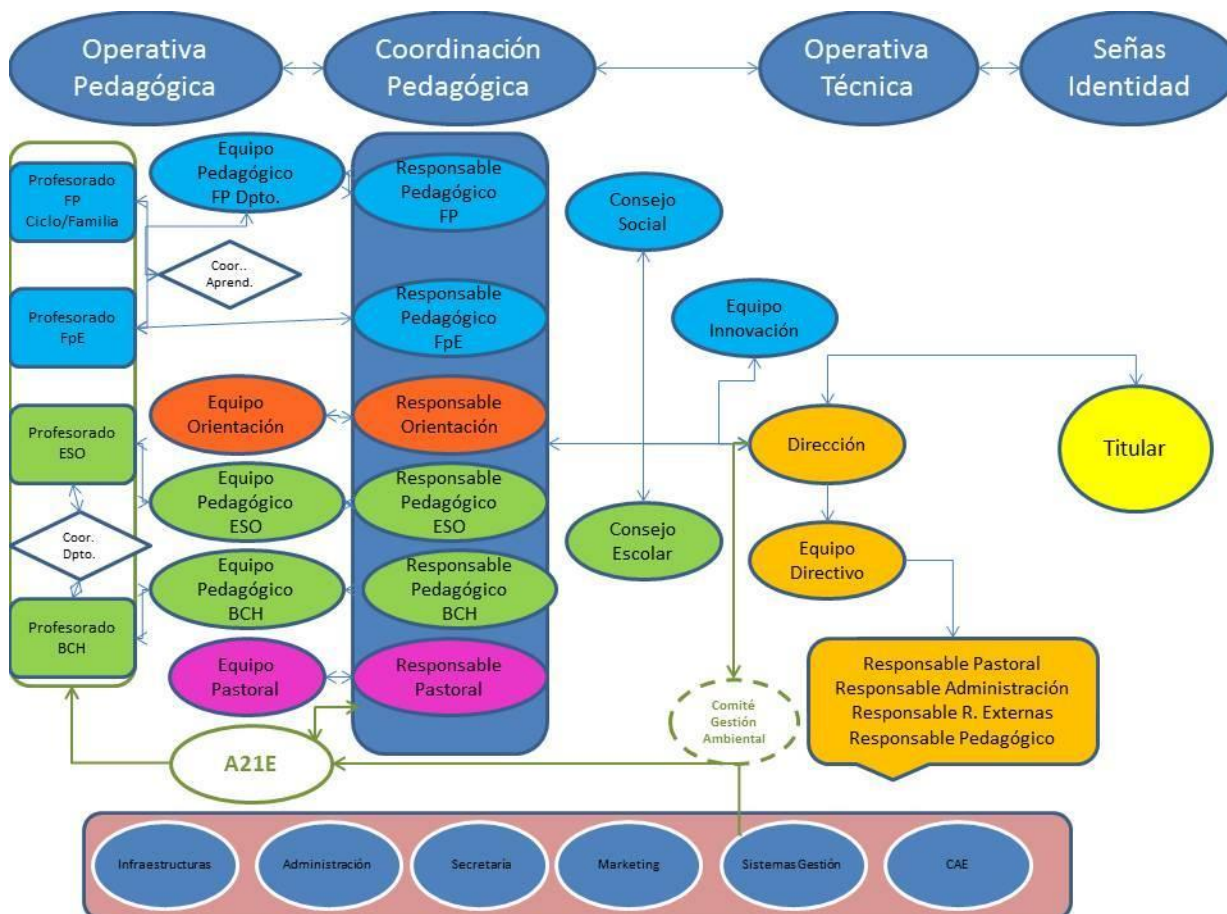 Operativa
Pedagógica
Coordinación
Pedagógica
Operativa
Técnica
Señas
Identidad
Profesorado
FP
Ciclo/Familia
Equipo
Pedagógico
FP Dpto.
Responsable
Pedagógico
FP
Consejo
Social
Coor..
Aprend.
Profesorado
FpE
Responsable
Pedagógico
FpE
Equipo
Innovación
Profesorado
ESO
Equipo
Orientación
Responsable
Orientación
Dirección
Titular
Equipo
Pedagógico
ESO
Responsable
Pedagógico
ESO
Consejo
Escolar
Coor.
Dpto.
Equipo
Directivo
Profesorado
BCH
Equipo
Pedagógico
BCH
Responsable
Pedagógico
BCH
Equipo
Pastoral
Responsable
Pastoral
Responsable Pastoral
Responsable Administración
Responsable R. Externas
Responsable Pedagógico
Comité
Gestión
Ambiental
A21E
Infraestructuras
Administración
Secretaría
Marketing
Sistemas Gestión
CAE